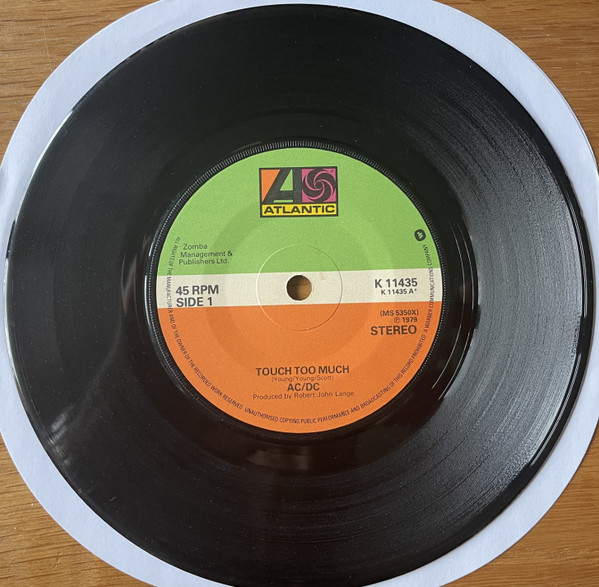 ATLANTIC
Zomba
Management &
Publishers Ltd.
45 RPM
SIDE 1
K 11435
K 11435 A*
(MS 5350X)
℗ 1979
STEREO
TOUCH TOO MUCH
(Young/Young/Scott)
AC/DC
Produced by Robert John Lange
ALL RIGHTS OF THE MANUFACTURER AND OF THE OWNER OF THE RECORDED WORK RESERVED. UNAUTHORISED COPYING PUBLIC PERFORMANCE AND BROADCASTING OF THIS RECORD PROHIBITED. A WARNER COMMUNICATIONS COMPANY